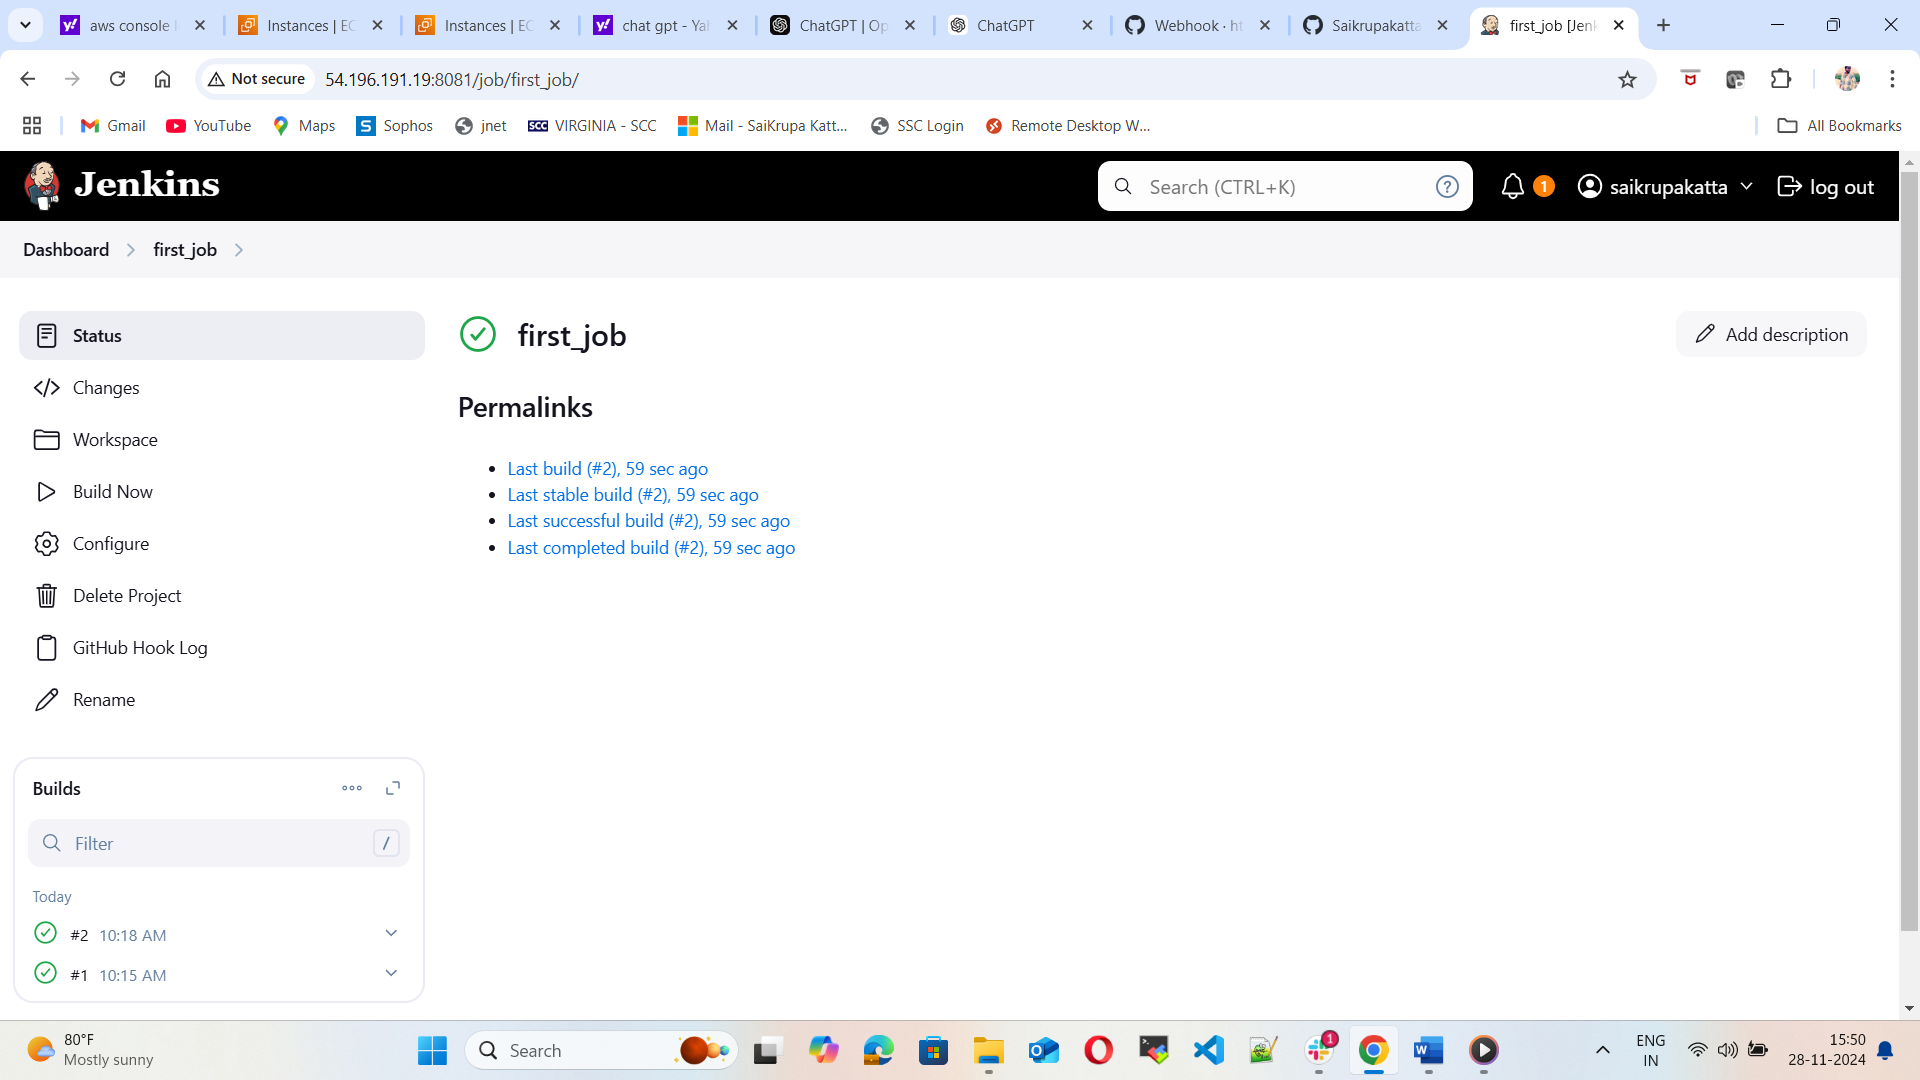 aws console l
Instances | EC
Instances | EC
chat gpt - Yah
ChatGPT | Op
ChatGPT
Webhook · ht
Saikrupakatta
first_job [Jenk
Not secure
54.196.191.19:8081/job/first_job/
Gmail
YouTube
Maps
Sophos
jnet
SCC
VIRGINIA - SCC
Mail - SaiKrupa Katt...
SSC Login
Remote Desktop W...
All Bookmarks
Jenkins
Search (CTRL+K)
?
1
saikrupakatta
log out
Dashboard
first_job
Status
Changes
Workspace
Build Now
Configure
Delete Project
GitHub Hook Log
Rename
first_job
Add description
Permalinks
Last build (#2), 59 sec ago
Last stable build (#2), 59 sec ago
Last successful build (#2), 59 sec ago
Last completed build (#2), 59 sec ago
Builds
Filter
/
Today
#2 10:18 AM
#1 10:15 AM
80°F
Mostly sunny
Search
1
ENG
IN
15:50
28-11-2024